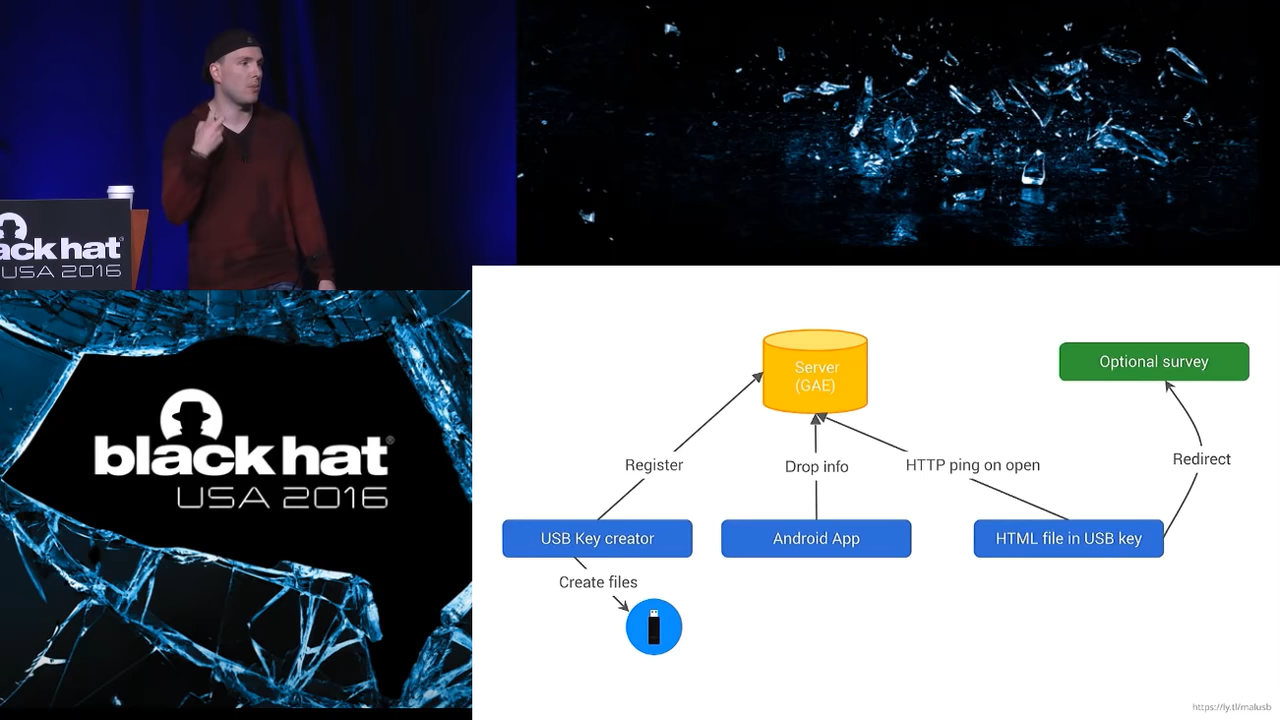 ack hat
USA 2016
black hat
USA 2016
Server
(GAE)
Optional survey
Register
Drop info
HTTP ping on open
Redirect
USB Key creator
Android App
HTML file in USB key
Create files
https://ly.tl/malusb